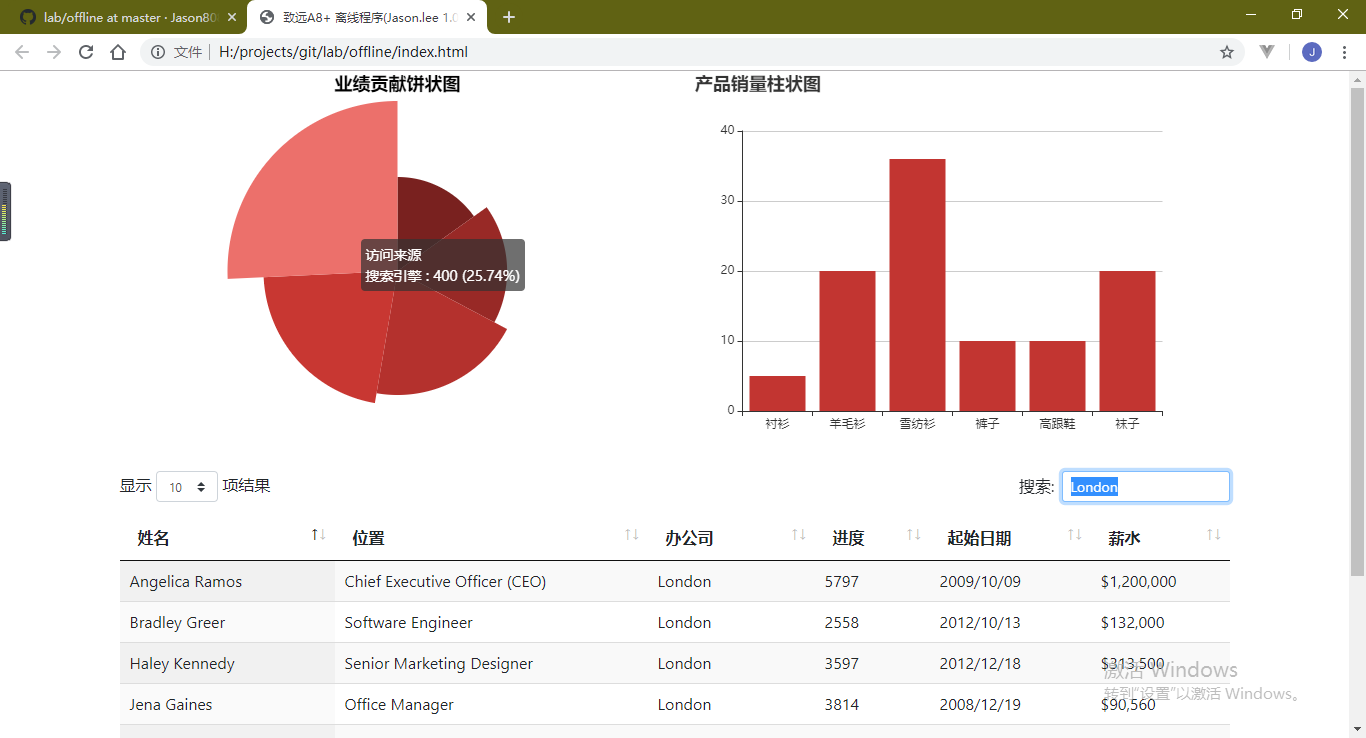 lab/offline at master · Jason80
致远A8+ 离线程序(Jason.lee 1.0
文件 H:/projects/git/lab/offline/index.html
J
业绩贡献饼状图
产品销量柱状图
访问来源
搜索引擎 : 400 (25.74%)
40
30
20
10
0
衬衫 羊毛衫 雪纺衫 裤子 高跟鞋 袜子
显示 10 项结果
搜索: London
姓名 位置 办公司 进度 起始日期 薪水
Angelica Ramos Chief Executive Officer (CEO) London 5797 2009/10/09 $1,200,000
Bradley Greer Software Engineer London 2558 2012/10/13 $132,000
Haley Kennedy Senior Marketing Designer London 3597 2012/12/18 $313,500
Jena Gaines Office Manager London 3814 2008/12/19 $90,560
激活 Windows
转到"设置"以激活 Windows。